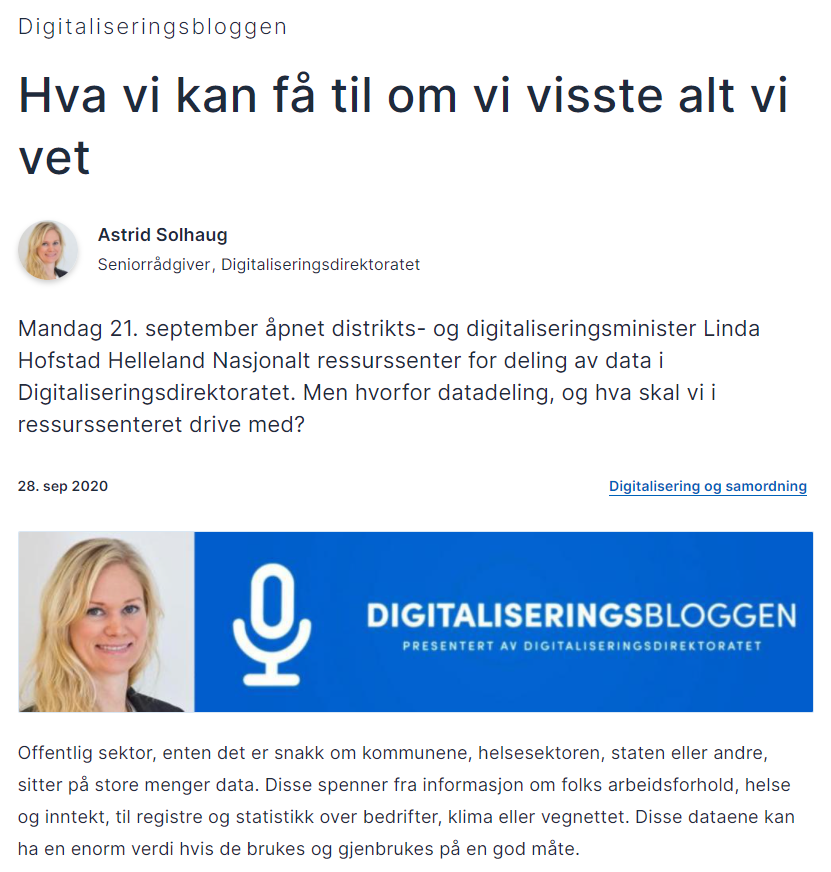 Digitaliseringsbloggen
Hva vi kan få til om vi visste alt vi
vet
Astrid Solhaug
Seniorrådgiver, Digitaliseringsdirektoratet
Mandag 21. september åpnet distrikts- og digitaliseringsminister Linda
Hofstad Helleland Nasjonalt ressurssenter for deling av data i
Digitaliseringsdirektoratet. Men hvorfor datadeling, og hva skal vi i
ressurssenteret drive med?
28. sep 2020
Digitalisering og samordning
DIGITALISERINGSBLOGGEN
PRESENTERT AV DIGITALISERINGSDIREKTORATET
Offentlig sektor, enten det er snakk om kommunene, helsesektoren, staten eller andre,
sitter på store menger data. Disse spenner fra informasjon om folks arbeidsforhold, helse
og inntekt, til registre og statistikk over bedrifter, klima eller vegnettet. Disse dataene kan
ha en enorm verdi hvis de brukes og gjenbrukes på en god måte.